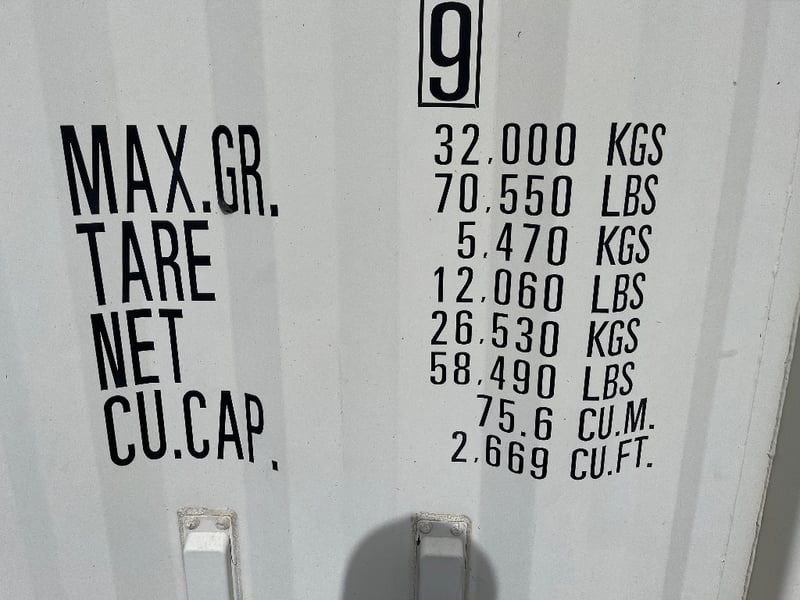 9
MAX.GR. 32,000 KGS
70,550 LBS
TARE 5,470 KGS
12,060 LBS
NET 26,530 KGS
58,490 LBS
CU.CAP. 75.6 CU.M.
2,669 CU.FT.